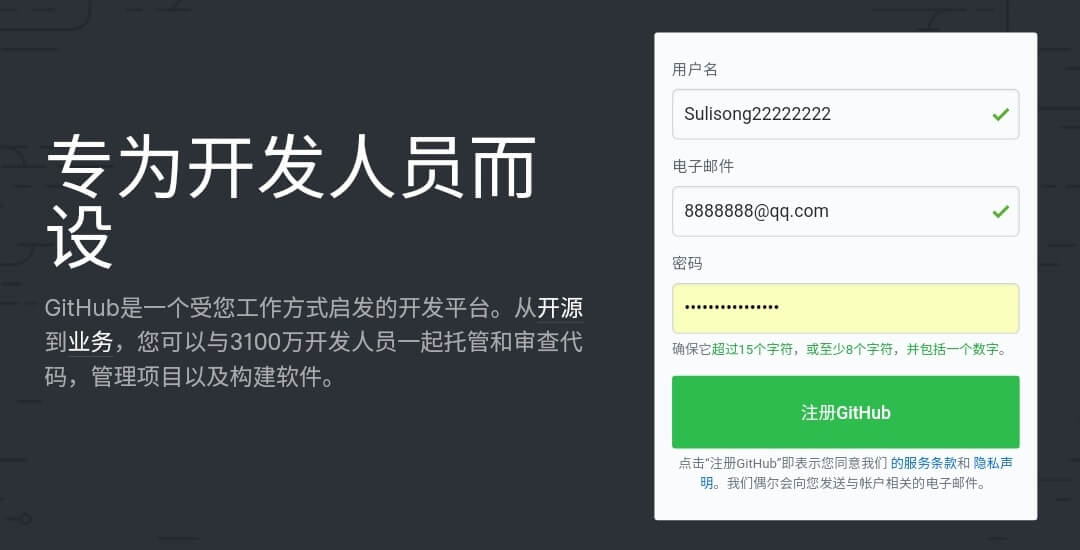 专为开发人员而
设
GitHub是一个受您工作方式启发的开发平台。从开源
到业务，您可以与3100万开发人员一起托管和审查代
码，管理项目以及构建软件。
用户名
Sulisong22222222
电子邮件
8888888@qq.com
密码
••••••••••••••••
确保它超过15个字符，或至少8个字符，并包括一个数字。
注册GitHub
点击“注册GitHub”即表示您同意我们 的服务条款和 隐私声
明。我们偶尔会向您发送与帐户相关的电子邮件。